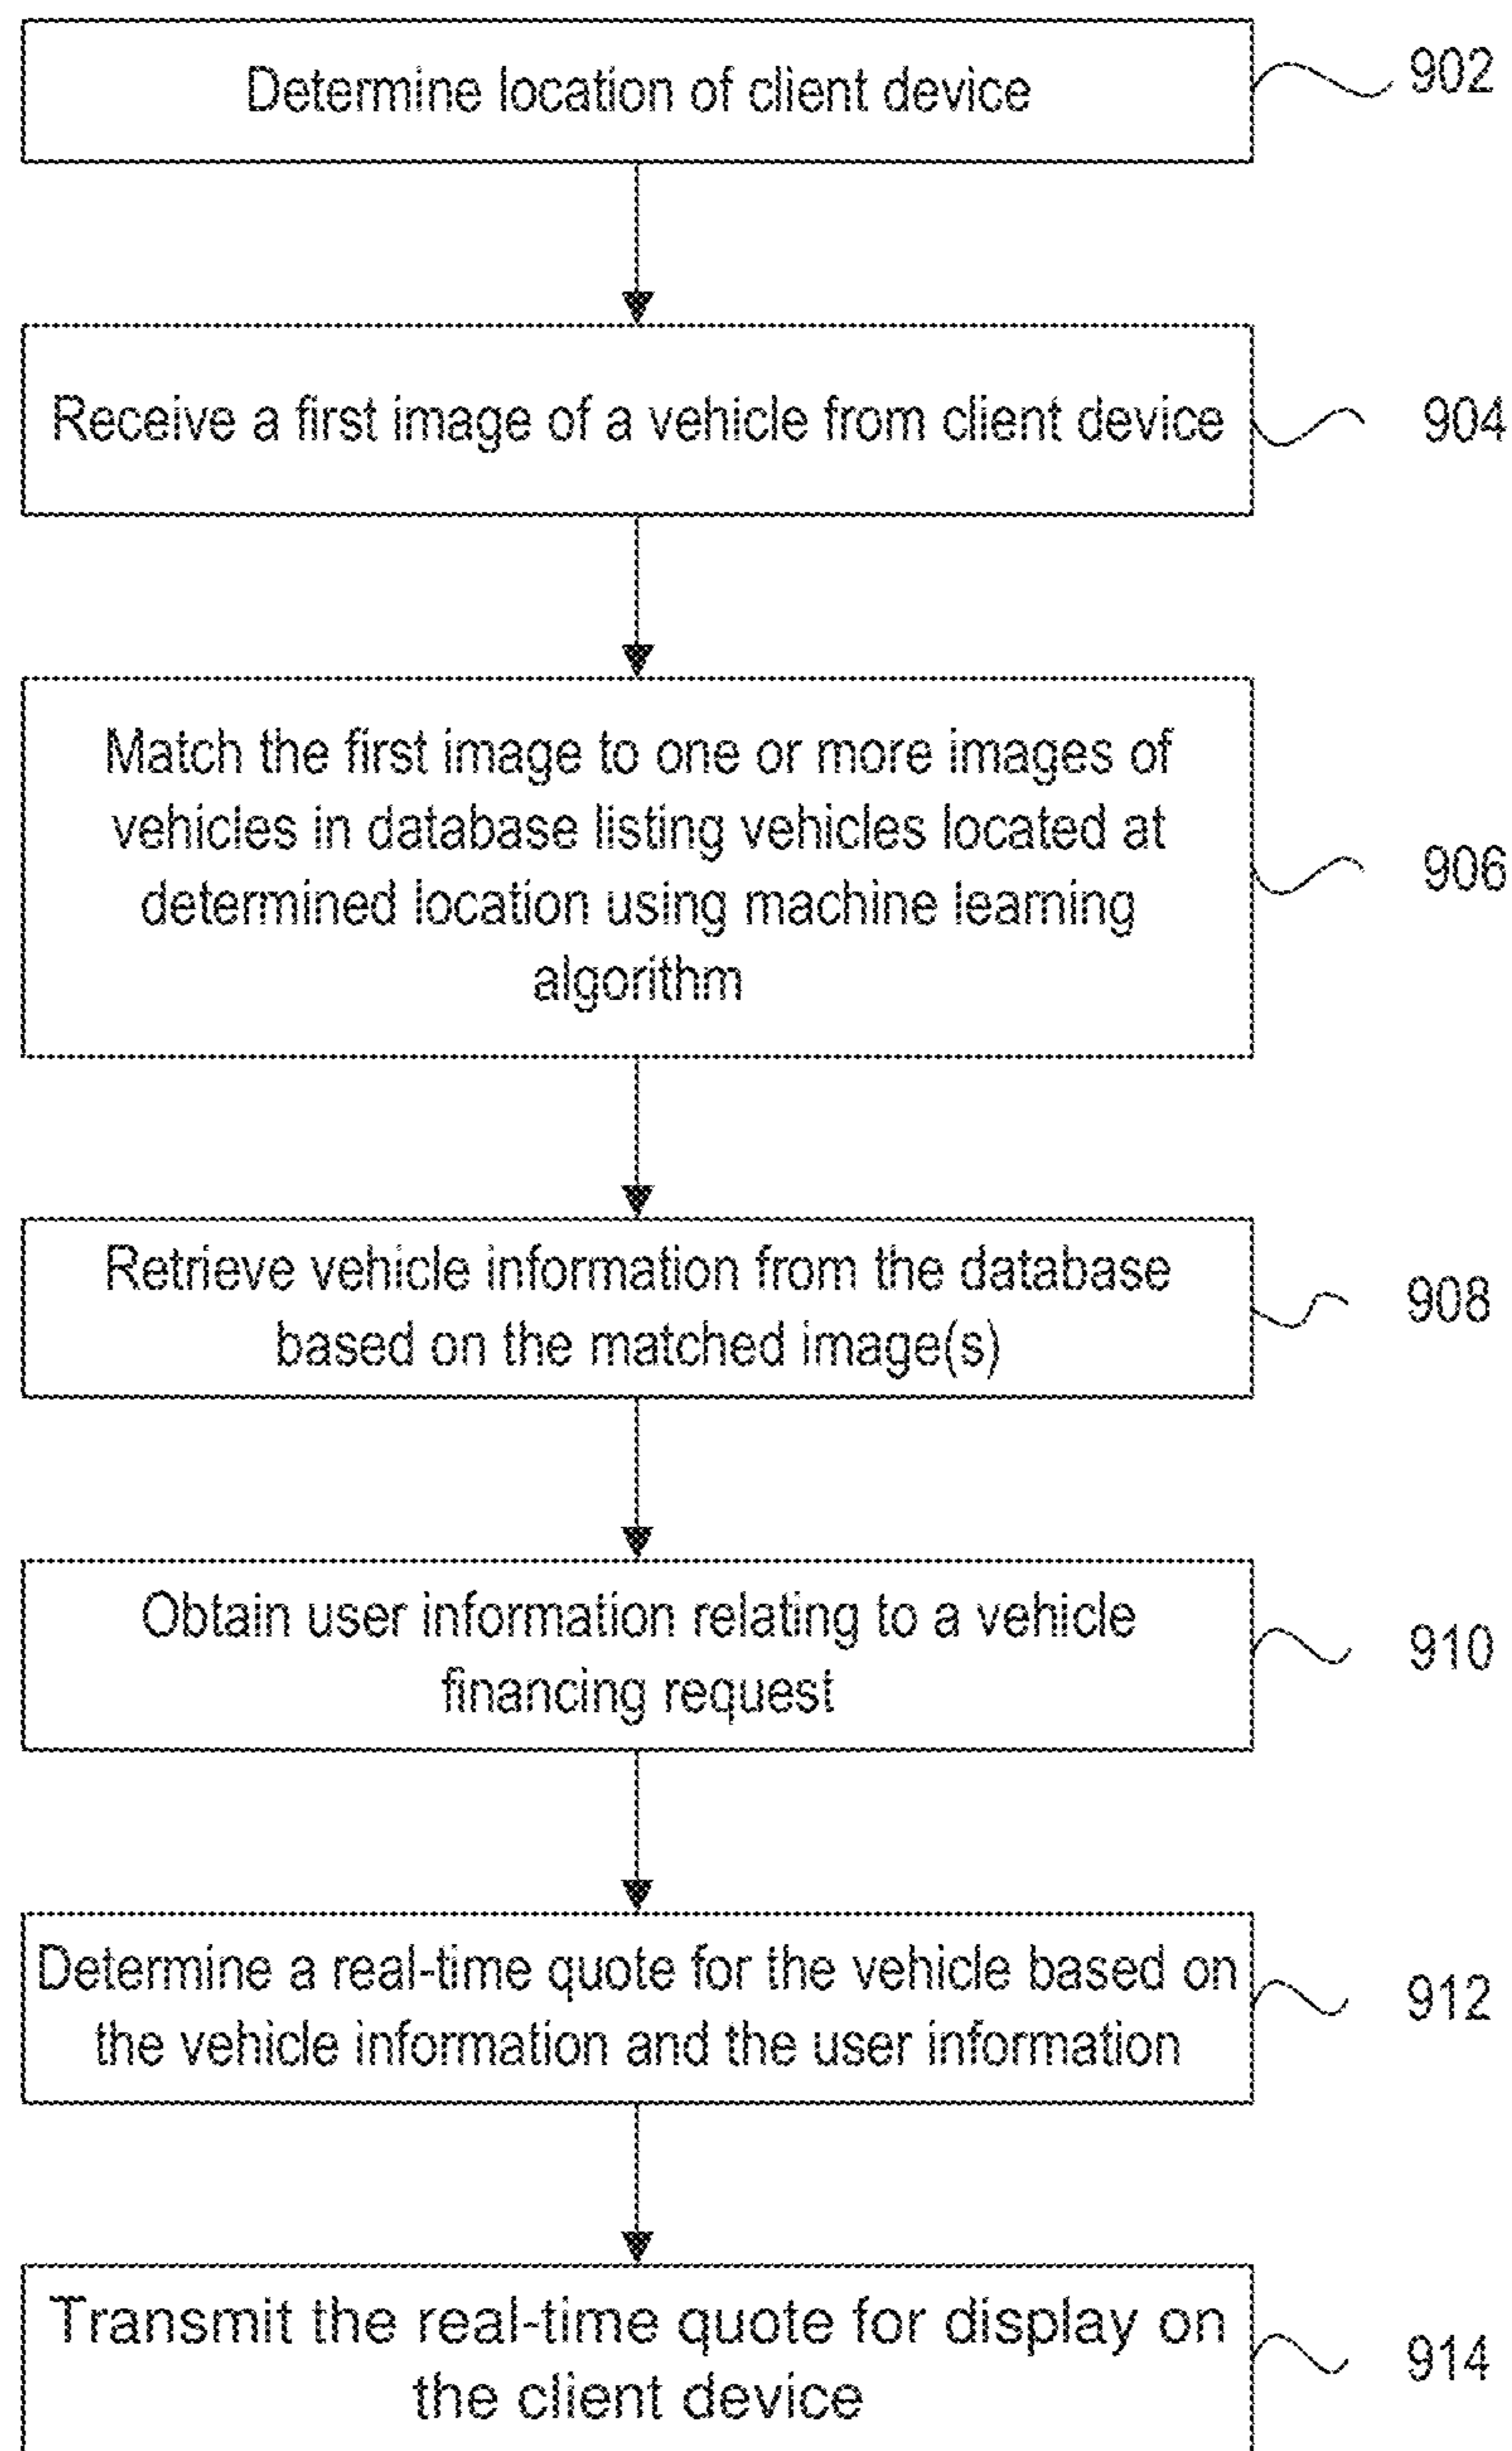 Determine location of client device
902
Receive a first image of a vehicle from client device
904
Match the first image to one or more images of
vehicles in database listing vehicles located at
determined location using machine learning
algorithm
906
Retrieve vehicle information from the database
based on the matched image(s)
908
Obtain user information relating to a vehicle
financing request
910
Determine a real-time quote for the vehicle based on
the vehicle information and the user information
912
Transmit the real-time quote for display on
the client device
914